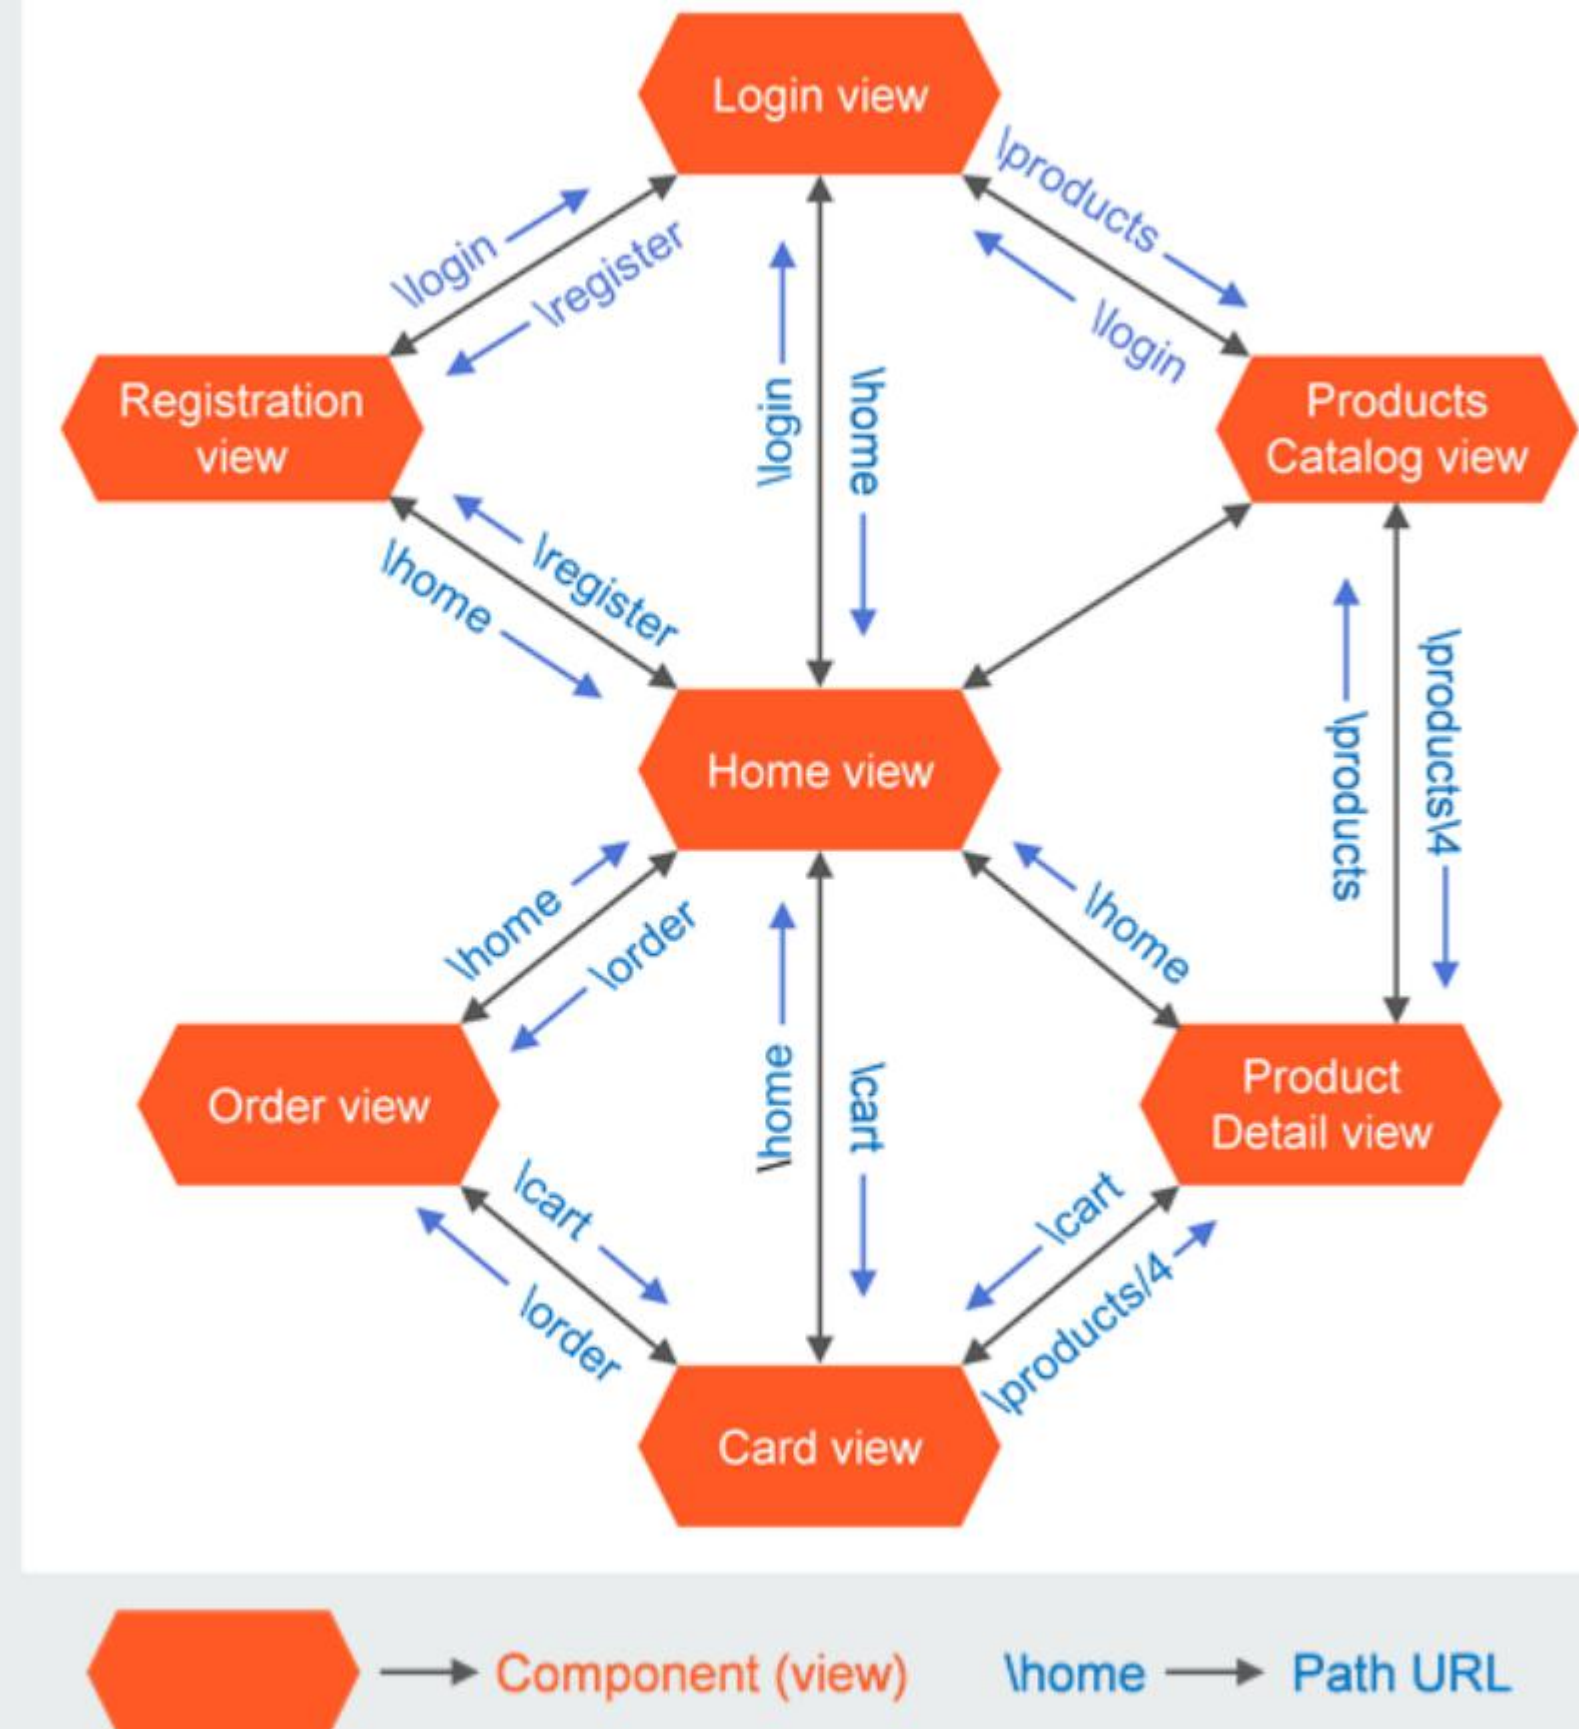 Login view
\products
\login
\register
\login
\login
\home
Registration
view
Products
Catalog view
\register
\home
\products
\products\4
Home view
\home
\order
\home
\home
\cart
Order view
Product
Detail view
\cart
\order
\cart
\products/4
Card view
Component (view)
\home
Path URL